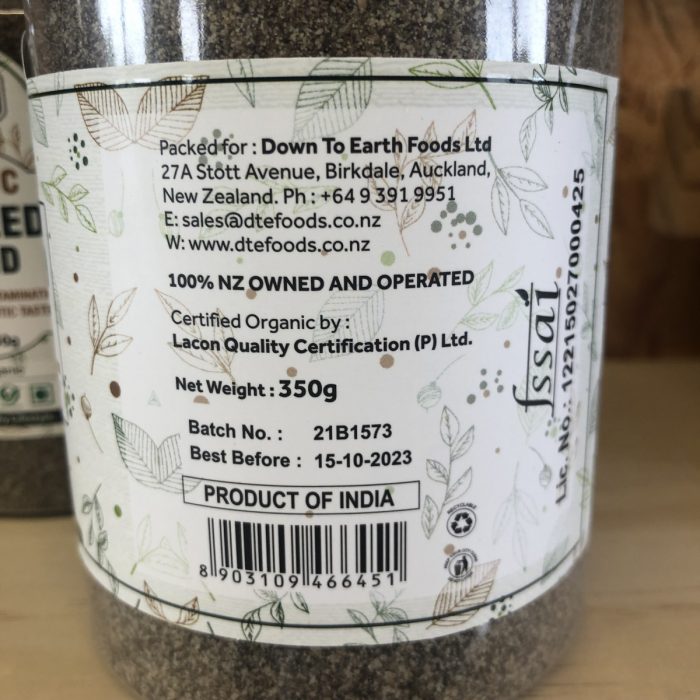 Packed for : Down To Earth Foods Ltd
27A Stott Avenue, Birkdale, Auckland,
New Zealand. Ph : +64 9 391 9951
E: sales@dtefoods.co.nz
W: www.dtefoods.co.nz
100% NZ OWNED AND OPERATED
Certified Organic by :
Lacon Quality Certification (P) Ltd.
Net Weight : 350g
Batch No. : 21B1573
Best Before : 15-10-2023
PRODUCT OF INDIA
8 903109 466451
fssai
Lic. No.: 12215027000425
RECYCLABLE